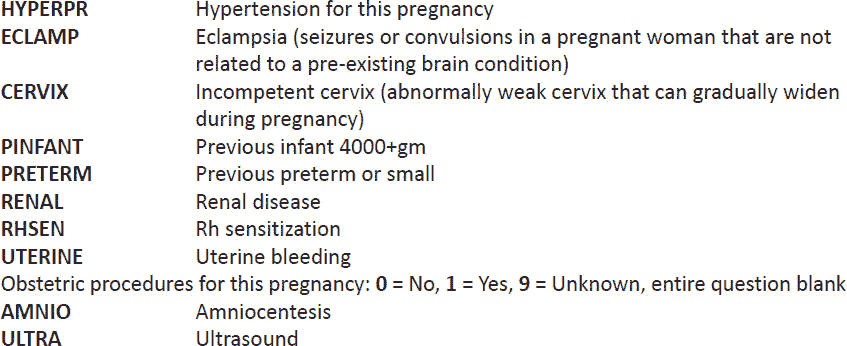 HYPERPR Hypertension for this pregnancy
ECLAMP Eclampsia (seizures or convulsions in a pregnant woman that are not
related to a pre-existing brain condition)
CERVIX Incompetent cervix (abnormally weak cervix that can gradually widen
during pregnancy)
PINFANT Previous infant 4000+gm
PRETERM Previous preterm or small
RENAL Renal disease
RHSEN Rh sensitization
UTERINE Uterine bleeding
Obstetric procedures for this pregnancy: 0 = No, 1 = Yes, 9 = Unknown, entire question blank
AMNIO Amniocentesis
ULTRA Ultrasound